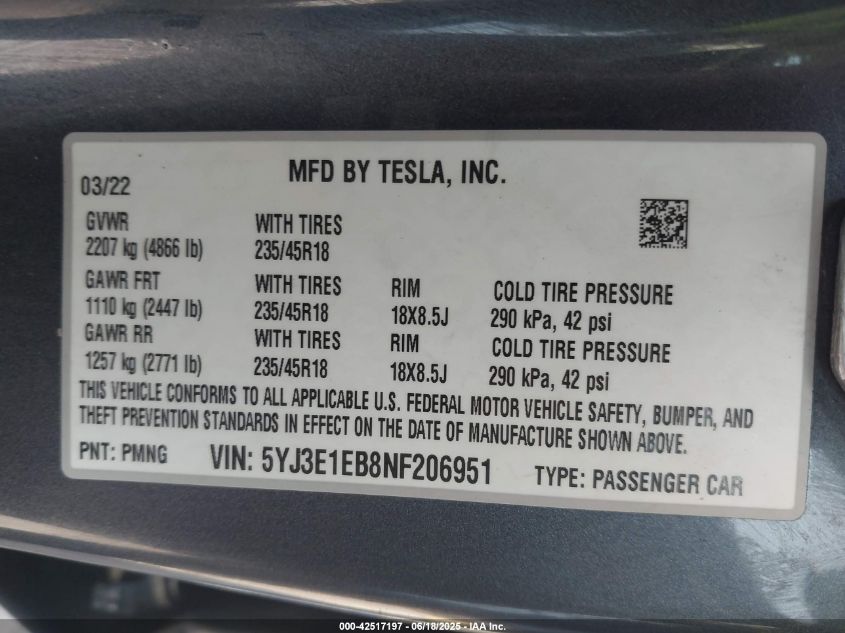 MFD BY TESLA, INC.
03/22
GVWR WITH TIRES
2207 kg (4866 lb) 235/45R18
GAWR FRT WITH TIRES RIM COLD TIRE PRESSURE
1110 kg (2447 lb) 235/45R18 18X8.5J 290 kPa, 42 psi
GAWR RR WITH TIRES RIM COLD TIRE PRESSURE
1257 kg (2771 lb) 235/45R18 18X8.5J 290 kPa, 42 psi
THIS VEHICLE CONFORMS TO ALL APPLICABLE U.S. FEDERAL MOTOR VEHICLE SAFETY, BUMPER, AND
THEFT PREVENTION STANDARDS IN EFFECT ON THE DATE OF MANUFACTURE SHOWN ABOVE.
PNT: PMNG VIN: 5YJ3E1EB8NF206951 TYPE: PASSENGER CAR
000-42517197 - 06/18/2025 - IAA, Inc.